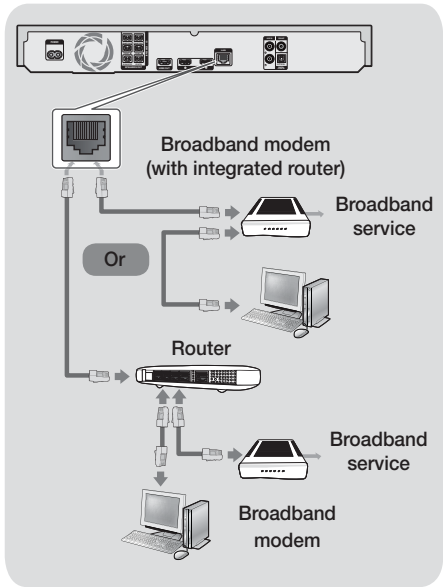 Broadband modem
(with integrated router)
Broadband
service
Or
Router
Broadband
service
Broadband
modem